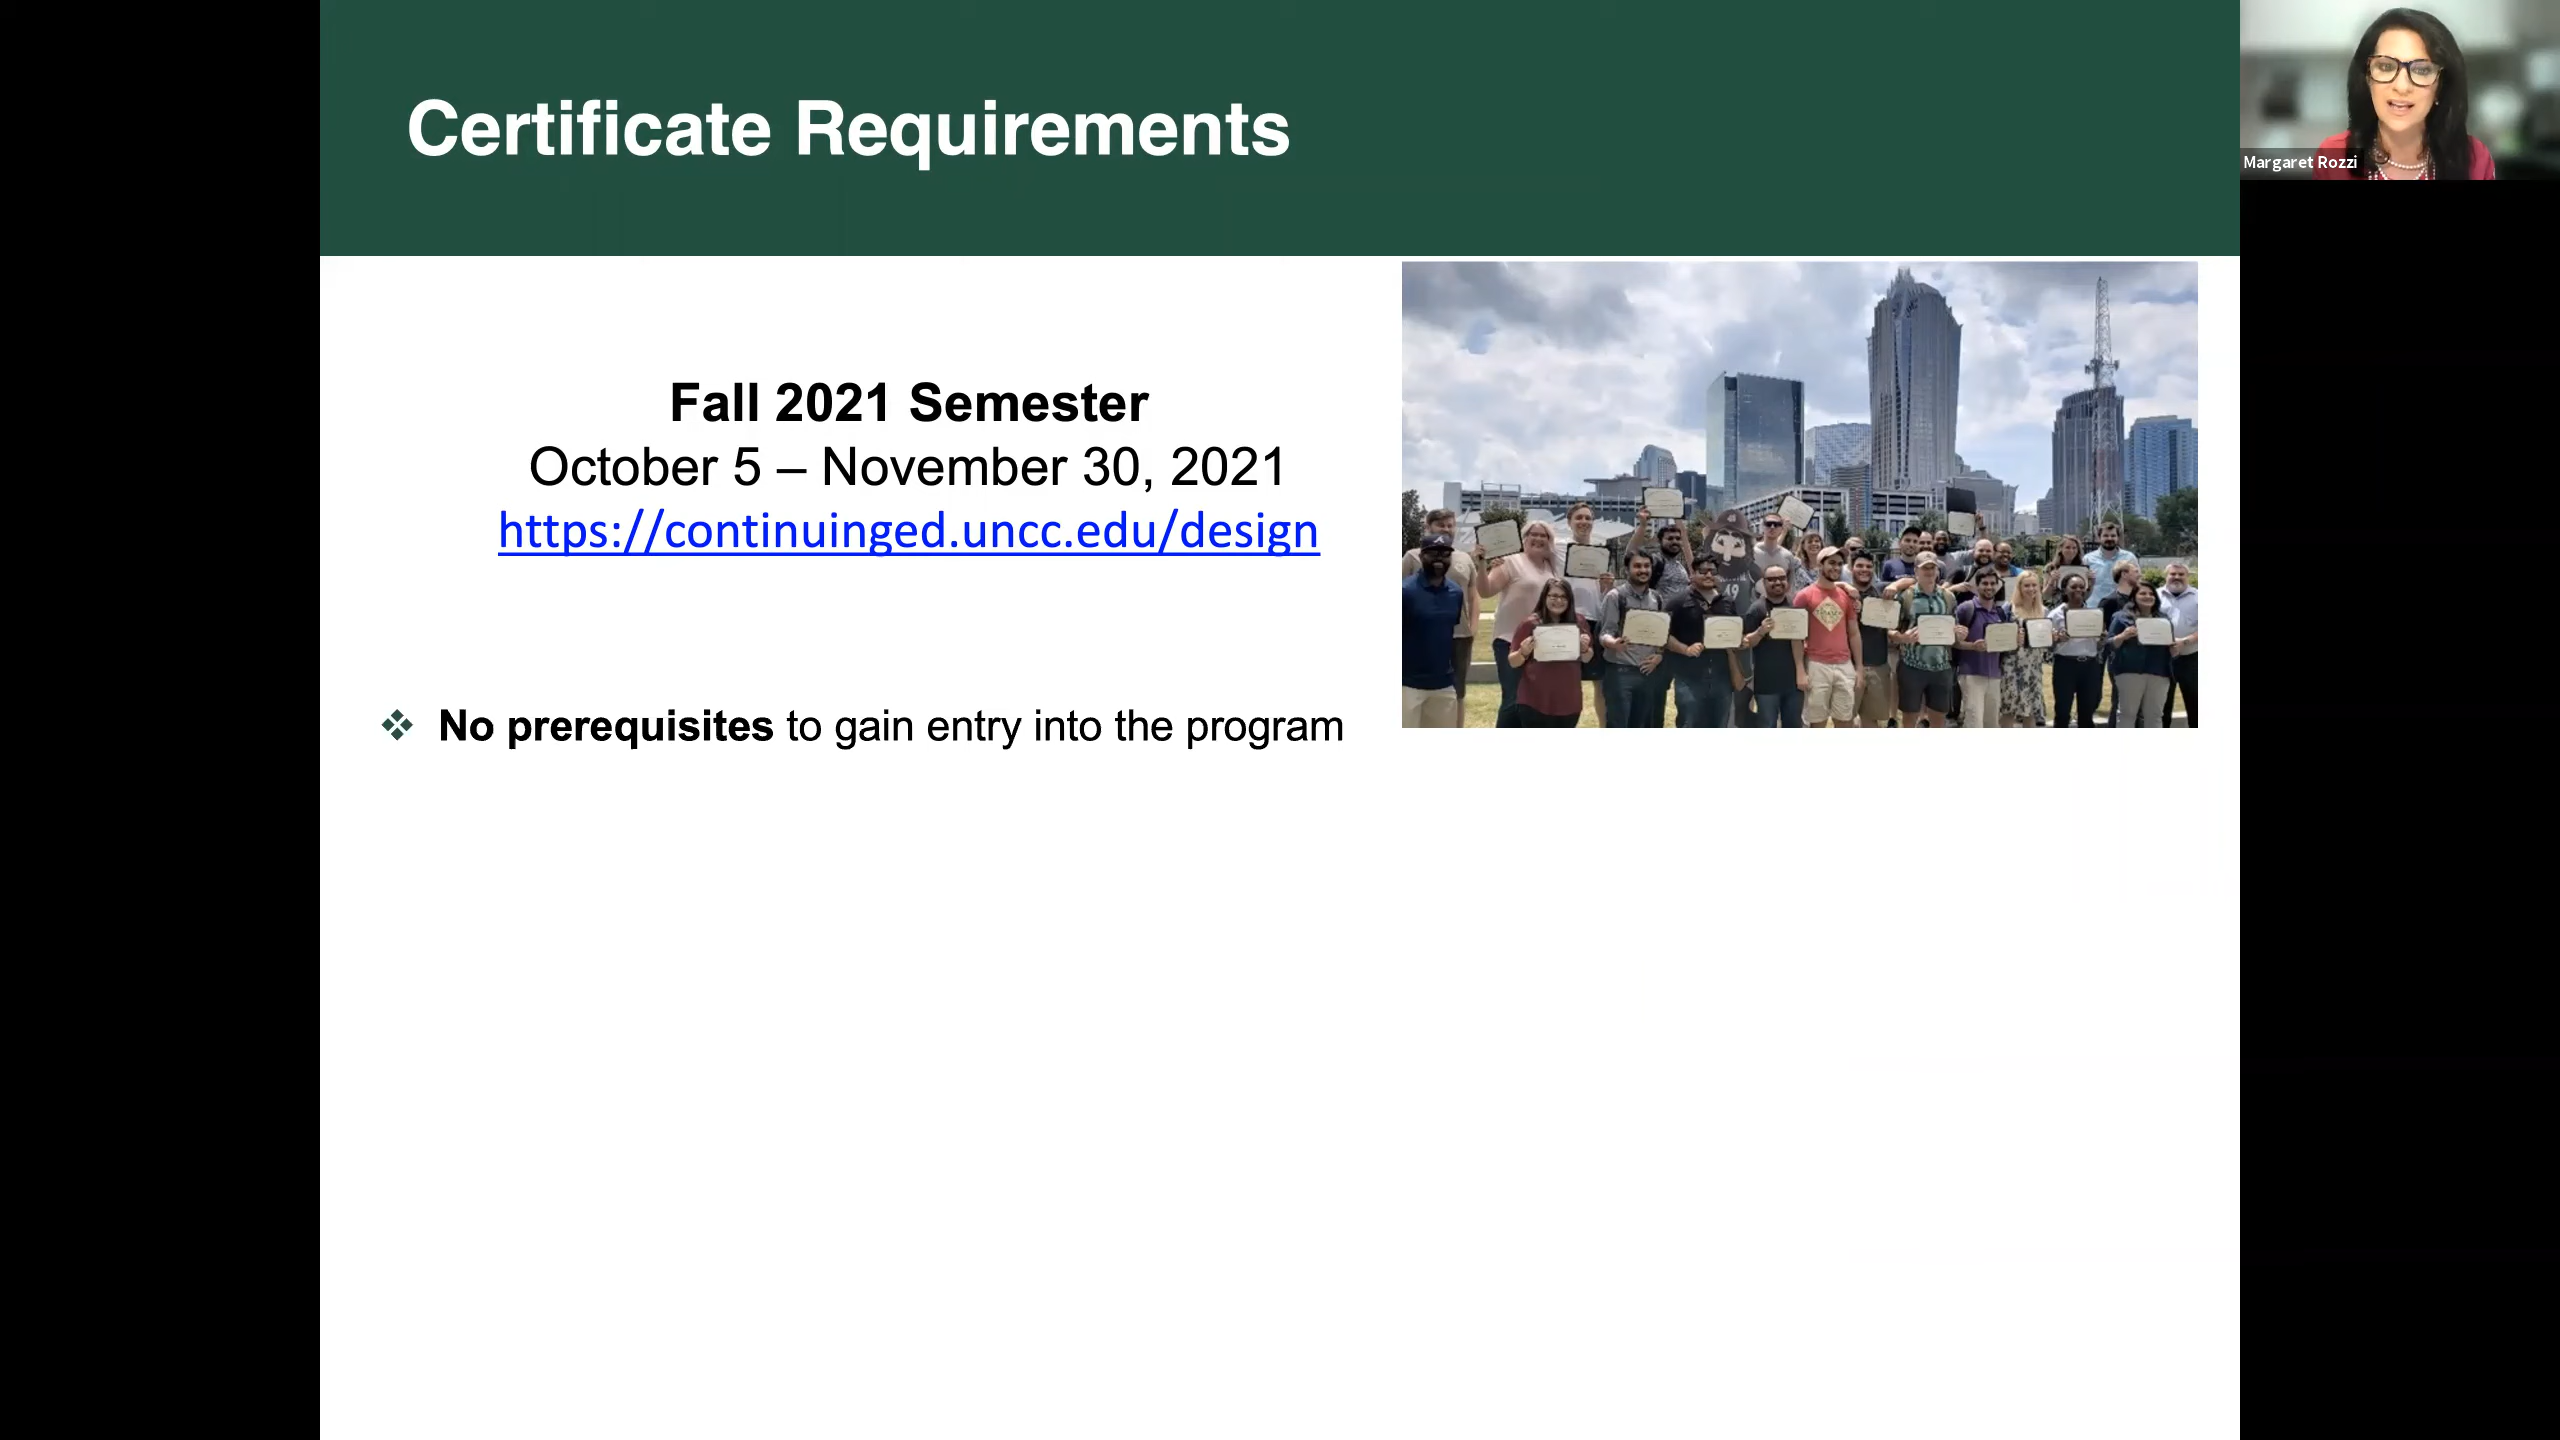 Certificate Requirements
Margaret Rozzi
Fall 2021 Semester
October 5 – November 30, 2021
https://continuinged.uncc.edu/design
No prerequisites to gain entry into the program